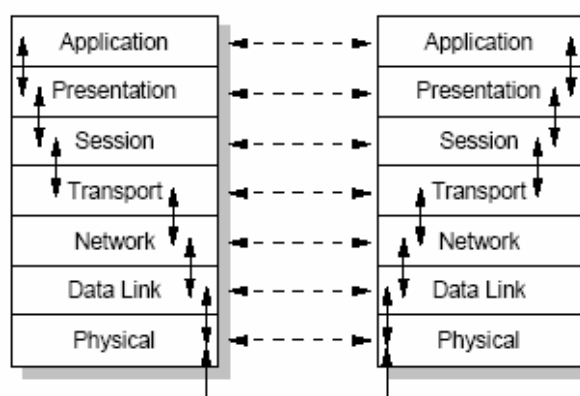 Application Application
Presentation Presentation
Session Session
Transport Transport
Network Network
Data Link Data Link
Physical Physical